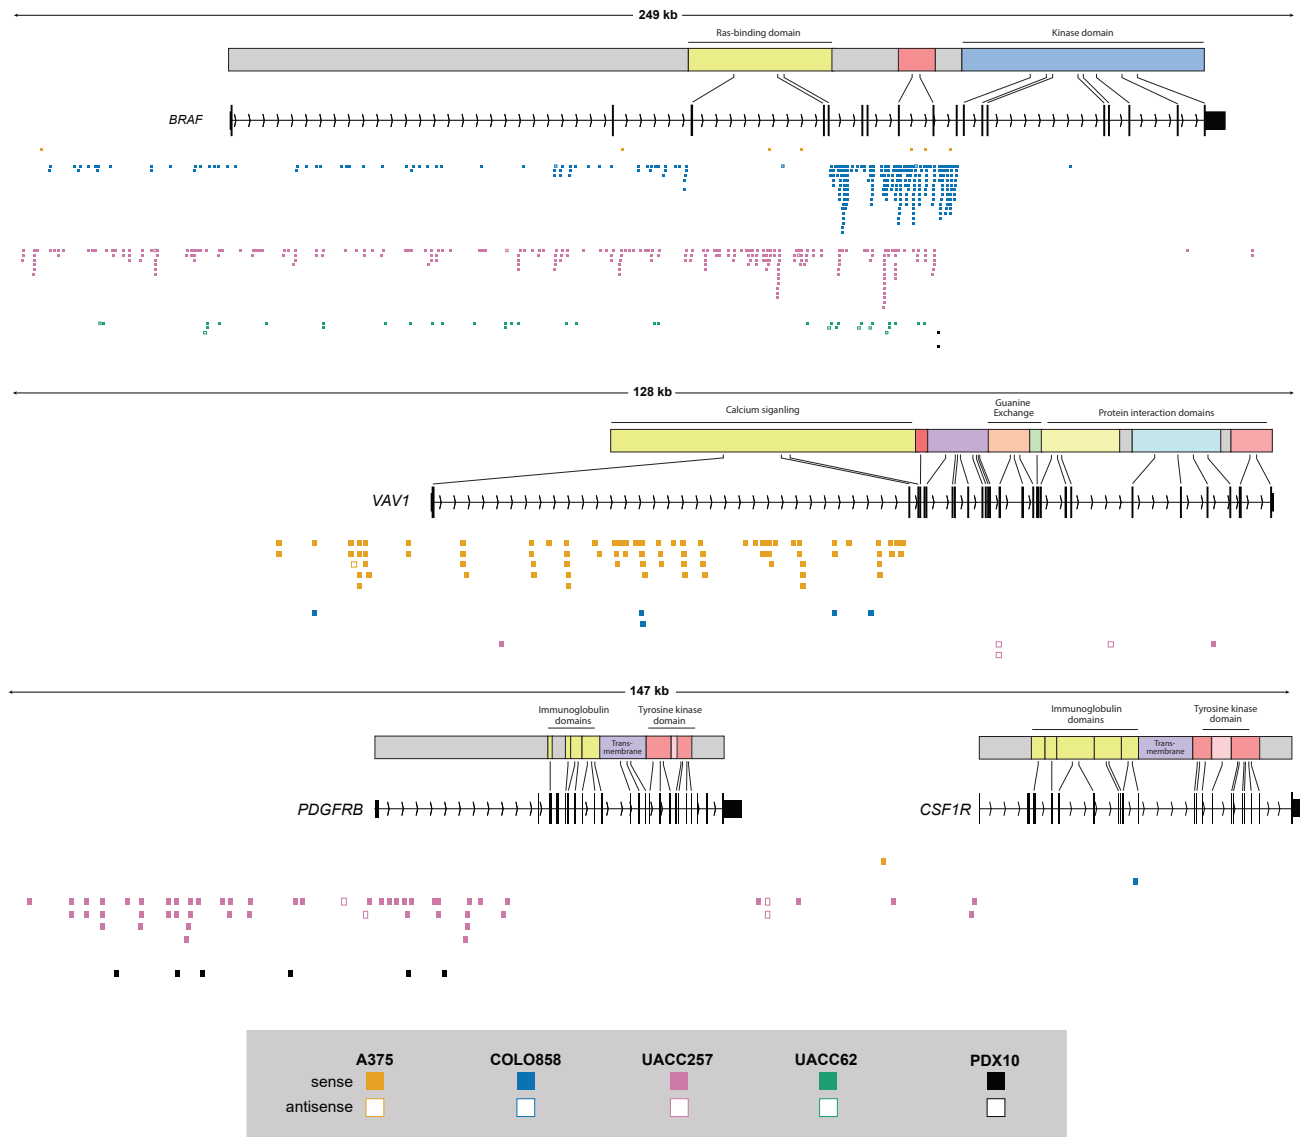 249 kb
Ras-binding domain
Kinase domain
BRAF
128 kb
Calcium siganling
Guanine
Exchange
Protein interaction domains
VAV1
147 kb
Immunoglobulin
domains
Tyrosine kinase
domain
Trans-
membrane
PDGFRB
Immunoglobulin
domains
Tyrosine kinase
domain
Trans-
membrane
CSF1R
A375 COLO858 UACC257 UACC62 PDX10
sense
antisense